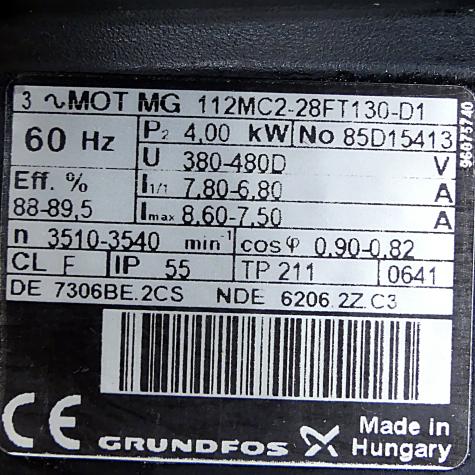 3 ∿MOT MG 112MC2-28FT130-D1
60 Hz
P2 4,00 kW No 85D15413
U 380-480D V
Eff. %
88-89,5
I1/1 7,80-6,80 A
Imax 8,60-7,50 A
n 3510-3540 min-1 cosφ 0,90-0,82
CL F IP 55 TP 211 0641
DE 7306BE.2CS NDE 6206.2Z.C3
CE GRUNDFOS Made in
Hungary